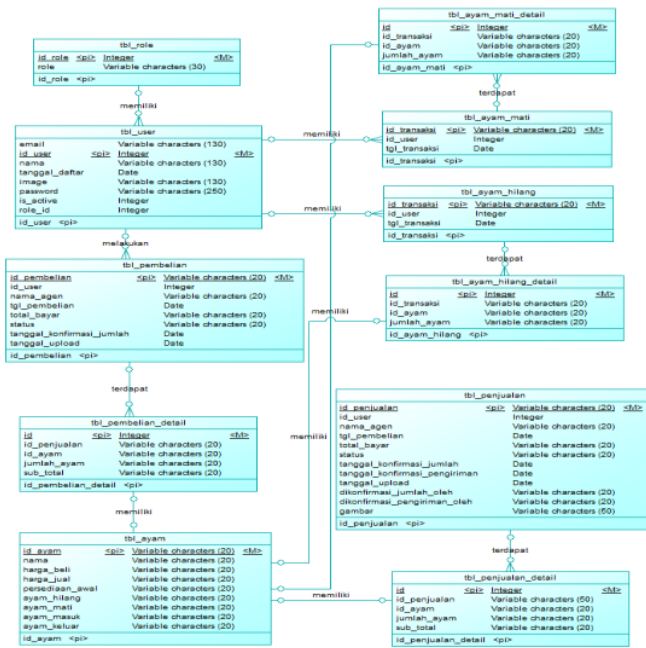 tbl_role
id_role <pi> Integer <M>
role Variable characters (30)
id_role <pi>
memiliki
tbl_user
email Variable characters (130)
id_user <pi> Integer <M>
nama Variable characters (130)
tanggal_daftar Date
image Variable characters (130)
password Variable characters (250)
is_active Integer
role_id Integer
id_user <pi>
melakukan
tbl_pembelian
id_pembelian <pi> Variable characters (20) <M>
id_user Integer
nama_agen Variable characters (20)
tgl_pembelian Date
total_bayar Variable characters (20)
status Variable characters (20)
tanggal_konfirmasi_jumlah Date
tanggal_upload Date
id_pembelian <pi>
terdapat
tbl_pembelian_detail
id <pi> Integer <M>
id_penjualan Variable characters (20)
id_ayam Variable characters (20)
jumlah_ayam Variable characters (20)
sub_total Variable characters (20)
id_pembelian_detail <pi>
memiliki
tbl_ayam
id_ayam <pi> Variable characters (20) <M>
nama Variable characters (20)
harga_beli Variable characters (20)
harga_jual Variable characters (20)
persediaan_awal Variable characters (20)
ayam_hilang Variable characters (20)
ayam_mati Variable characters (20)
ayam_masuk Variable characters (20)
ayam_keluar Variable characters (20)
id_ayam <pi>
memiliki
memiliki
memiliki
memiliki
memiliki
tbl_ayam_mati_detail
id <pi> Integer <M>
id_transaksi Variable characters (20)
id_ayam Variable characters (20)
jumlah_ayam Variable characters (20)
id_ayam_mati <pi>
terdapat
tbl_ayam_mati
id_transaksi <pi> Variable characters (20) <M>
id_user Integer
tgl_transaksi Date
id_transaksi <pi>
tbl_ayam_hilang
id_transaksi <pi> Variable characters (20) <M>
id_user Integer
tgl_transaksi Date
id_transaksi <pi>
terdapat
tbl_ayam_hilang_detail
id <pi> Integer <M>
id_transaksi Variable characters (20)
id_ayam Variable characters (20)
jumlah_ayam Variable characters (20)
id_ayam_hilang <pi>
tbl_penjualan
id_penjualan <pi> Variable characters (20) <M>
id_user Integer
nama_agen Variable characters (20)
tgl_pembelian Date
total_bayar Variable characters (20)
status Variable characters (20)
tanggal_konfirmasi_jumlah Date
tanggal_konfirmasi_pengiriman Date
tanggal_upload Date
dikonfirmasi_jumlah_oleh Variable characters (20)
dikonfirmasi_pengiriman_oleh Variable characters (20)
gambar Variable characters (50)
id_penjualan <pi>
terdapat
tbl_penjualan_detail
id <pi> Integer <M>
id_penjualan Variable characters (50)
id_ayam Variable characters (20)
jumlah_ayam Variable characters (20)
sub_total Variable characters (20)
id_penjualan_detail <pi>